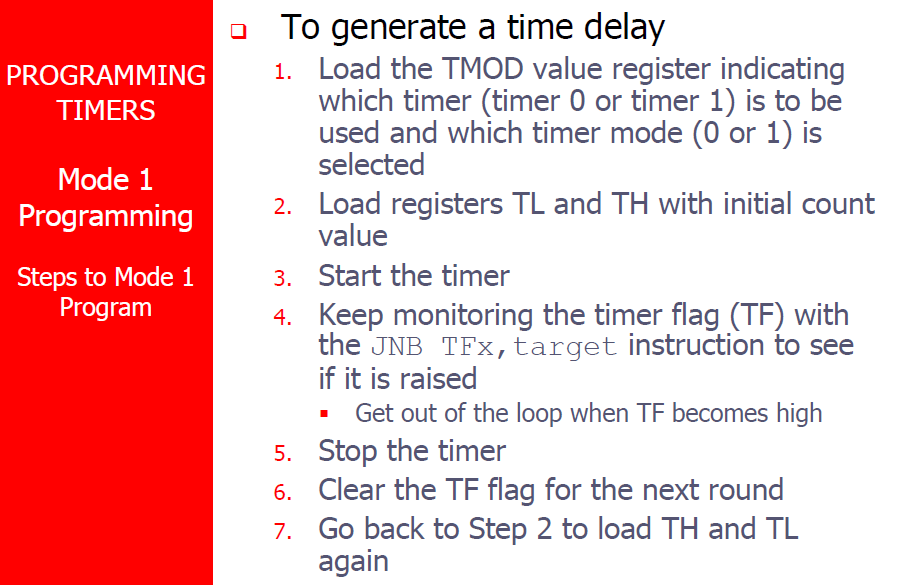 PROGRAMMING
TIMERS
Mode 1
Programming
Steps to Mode 1
Program
To generate a time delay
1. Load the TMOD value register indicating
which timer (timer 0 or timer 1) is to be
used and which timer mode (0 or 1) is
selected
2. Load registers TL and TH with initial count
value
3. Start the timer
4. Keep monitoring the timer flag (TF) with
the JNB TFx,target instruction to see
if it is raised
Get out of the loop when TF becomes high
5. Stop the timer
6. Clear the TF flag for the next round
7. Go back to Step 2 to load TH and TL
again